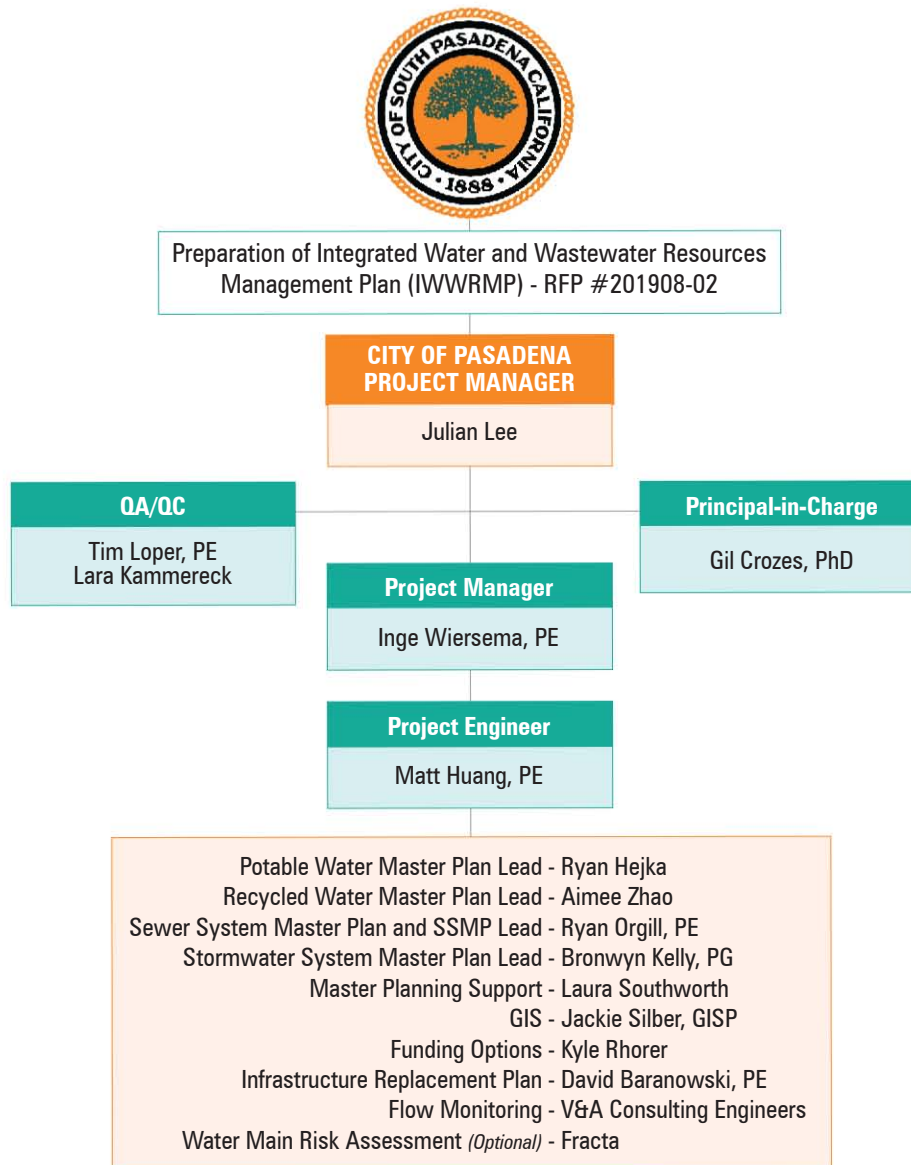 CITY OF SOUTH PASADENA CALIFORNIA
· 1888 ·
Preparation of Integrated Water and Wastewater Resources
Management Plan (IWWRMP) - RFP #201908-02
CITY OF PASADENA
PROJECT MANAGER
Julian Lee
QA/QC
Tim Loper, PE
Lara Kammereck
Principal-in-Charge
Gil Crozes, PhD
Project Manager
Inge Wiersema, PE
Project Engineer
Matt Huang, PE
Potable Water Master Plan Lead - Ryan Hejka
Recycled Water Master Plan Lead - Aimee Zhao
Sewer System Master Plan and SSMP Lead - Ryan Orgill, PE
Stormwater System Master Plan Lead - Bronwyn Kelly, PG
Master Planning Support - Laura Southworth
GIS - Jackie Silber, GISP
Funding Options - Kyle Rhorer
Infrastructure Replacement Plan - David Baranowski, PE
Flow Monitoring - V&A Consulting Engineers
Water Main Risk Assessment (Optional) - Fracta